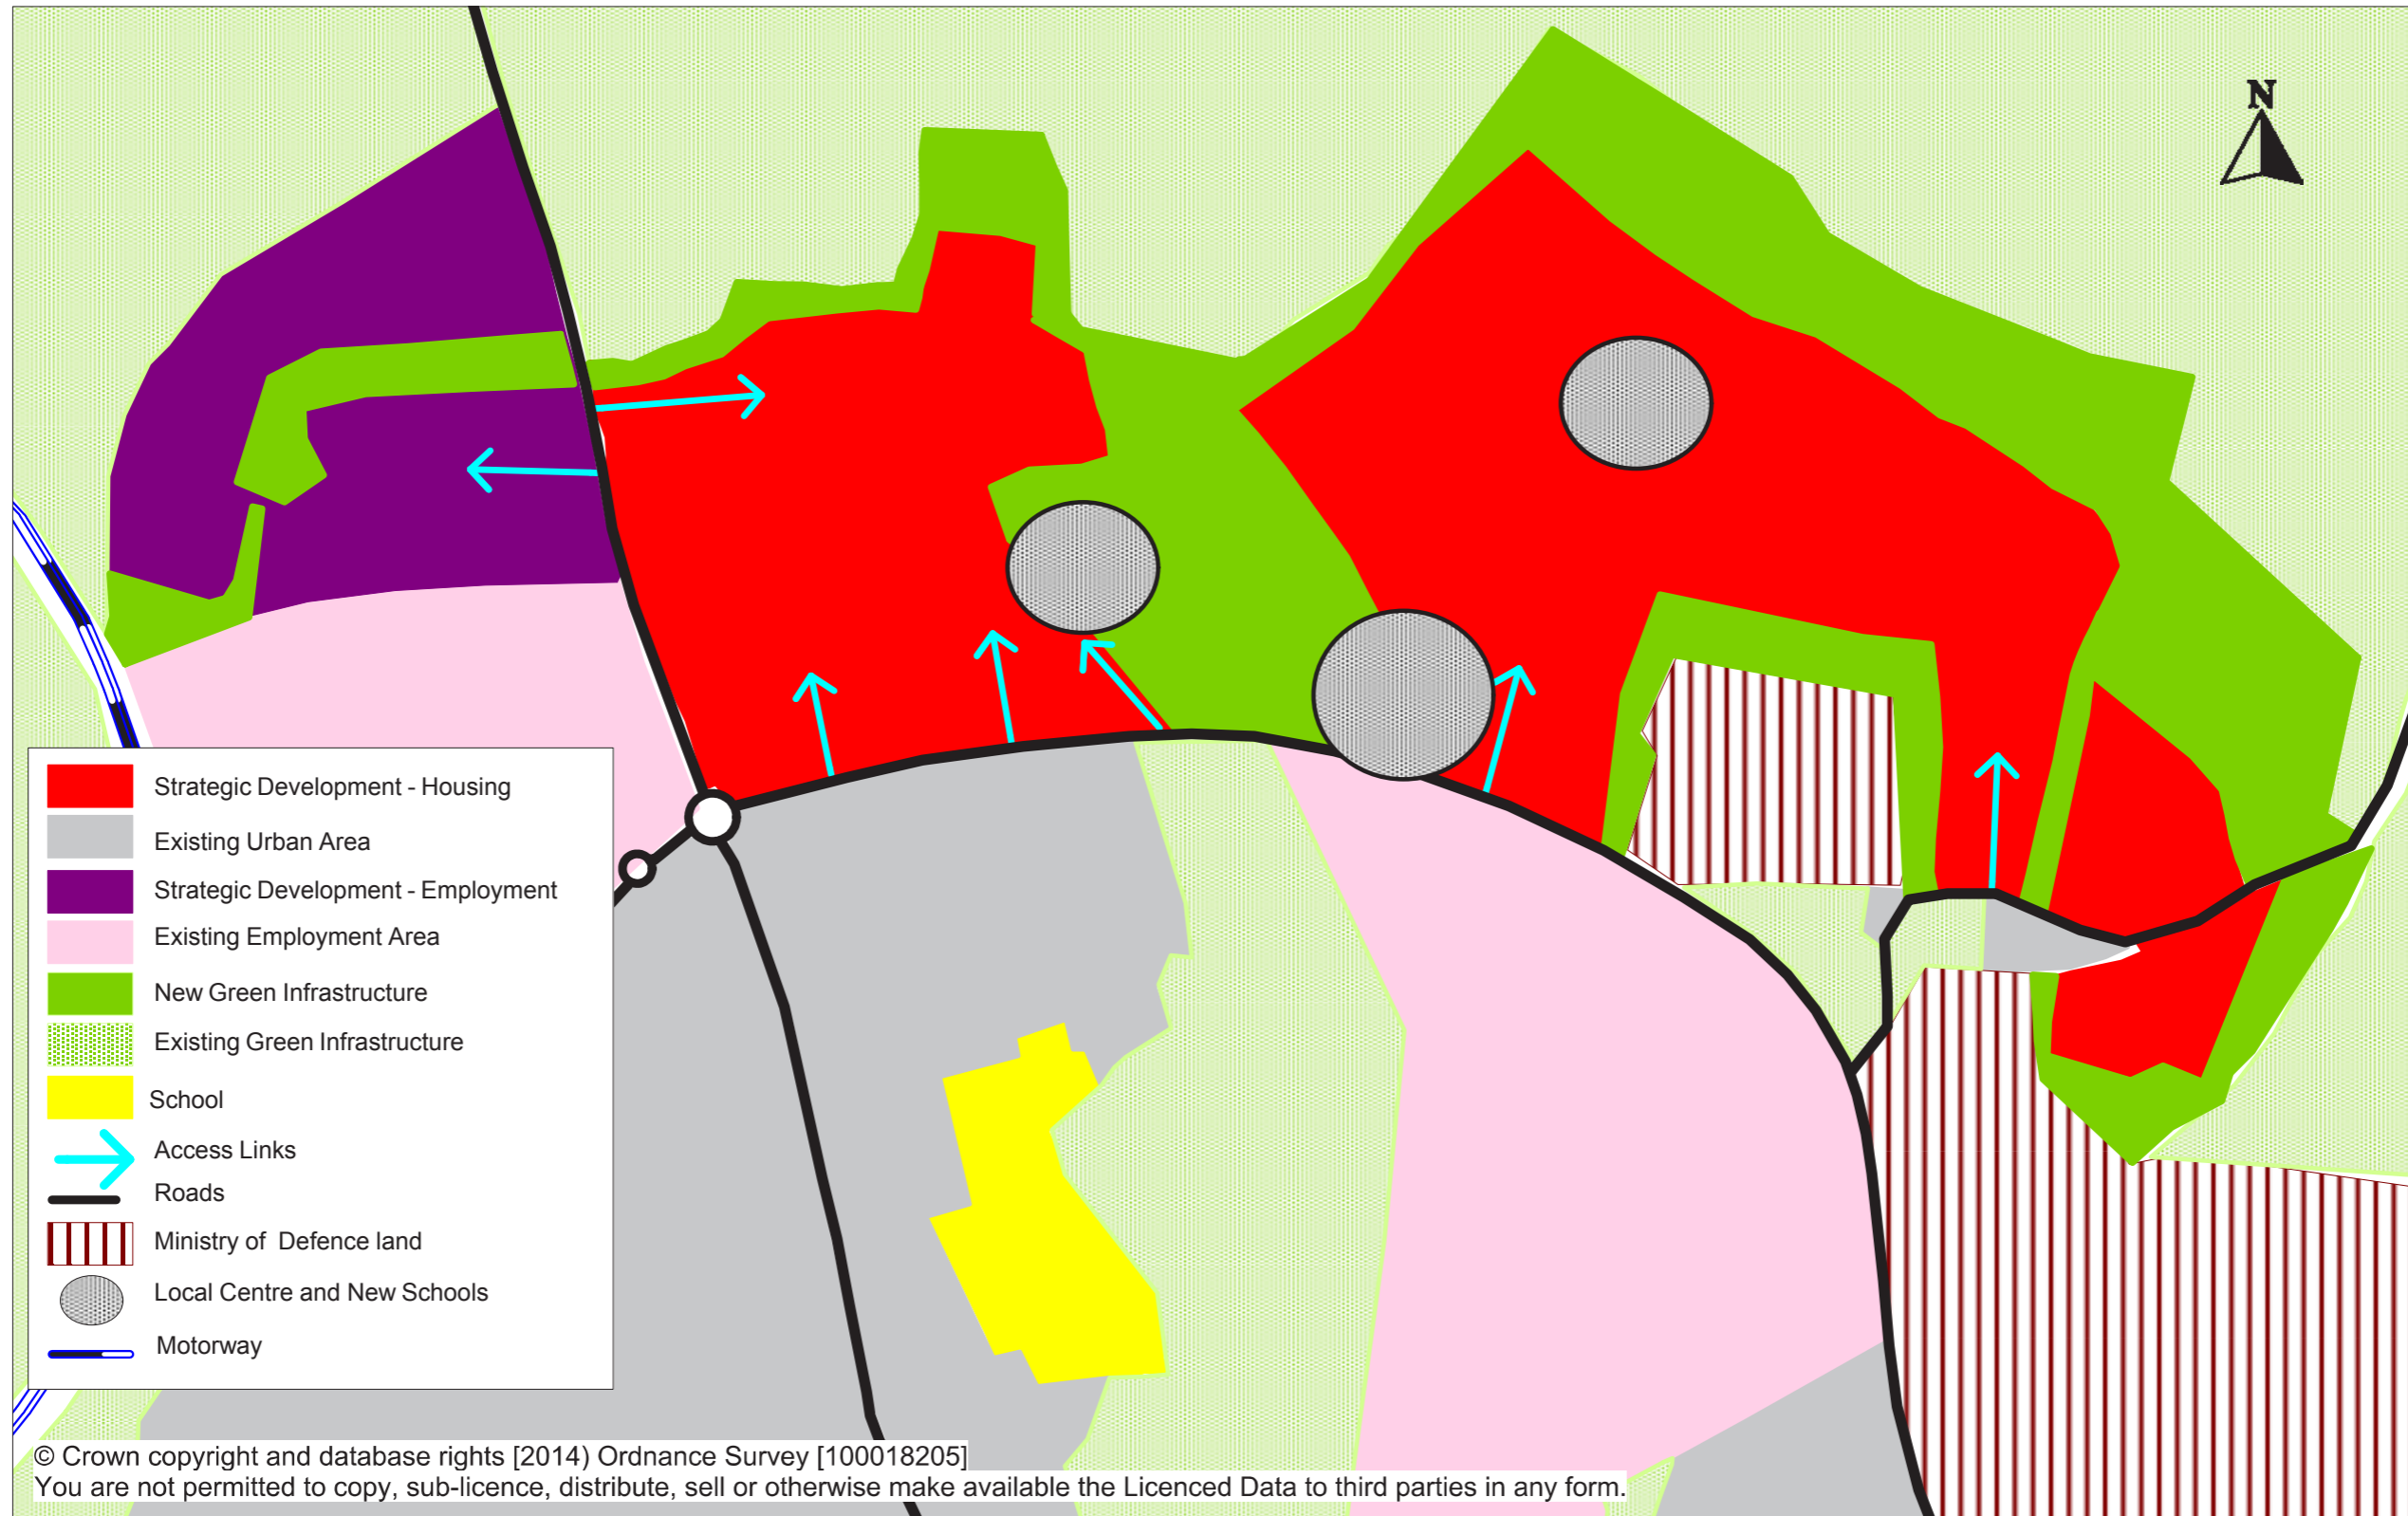 N
Strategic Development - Housing
Existing Urban Area
Strategic Development - Employment
Existing Employment Area
New Green Infrastructure
Existing Green Infrastructure
School
Access Links
Roads
Ministry of Defence land
Local Centre and New Schools
Motorway
© Crown copyright and database rights [2014) Ordnance Survey [100018205]
You are not permitted to copy, sub-licence, distribute, sell or otherwise make available the Licenced Data to third parties in any form.